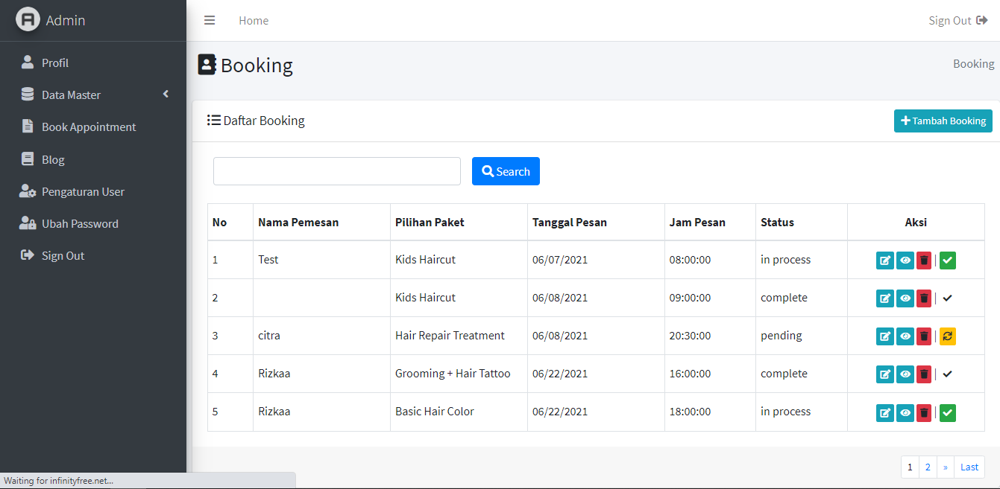 Admin
Home
Sign Out
Profil
Data Master
Book Appointment
Blog
Pengaturan User
Ubah Password
Sign Out
Booking
Booking
Daftar Booking
Tambah Booking
Search
No Nama Pemesan Pilihan Paket Tanggal Pesan Jam Pesan Status Aksi
1 Test Kids Haircut 06/07/2021 08:00:00 in process |
2 Kids Haircut 06/08/2021 09:00:00 complete |
3 citra Hair Repair Treatment 06/08/2021 20:30:00 pending |
4 Rizkaa Grooming + Hair Tattoo 06/22/2021 16:00:00 complete |
5 Rizkaa Basic Hair Color 06/22/2021 18:00:00 in process |
1 2 » Last
Waiting for infinityfree.net...